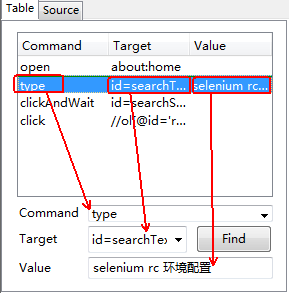 Table Source
Command Target Value
open about:home
type id=searchT... selenium rc...
clickAndWait id=searchS...
click //ol[@id='r...
Command type
Target id=searchTex Find
Value selenium rc 环境配置